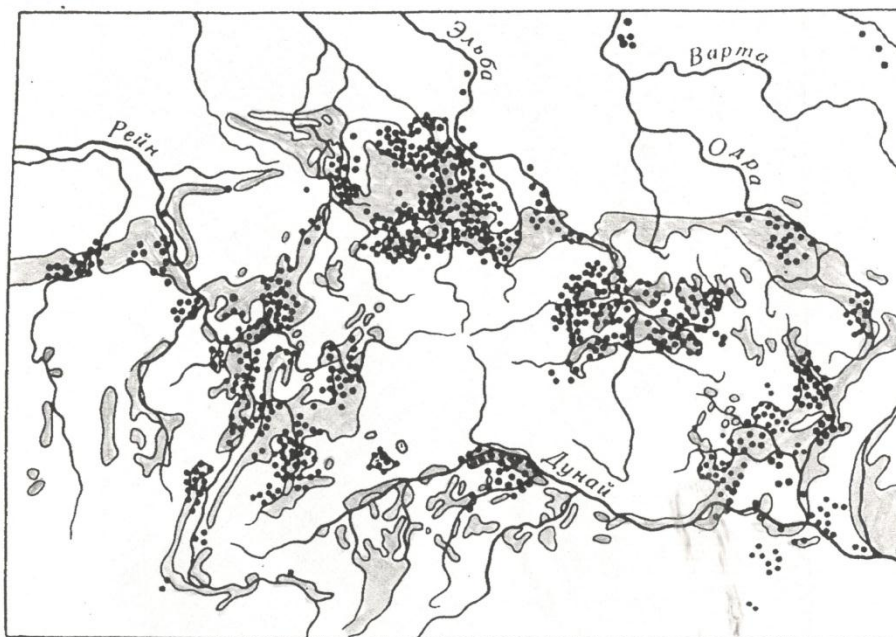 Эльба
Варта
Рейн
Одра
Дунай